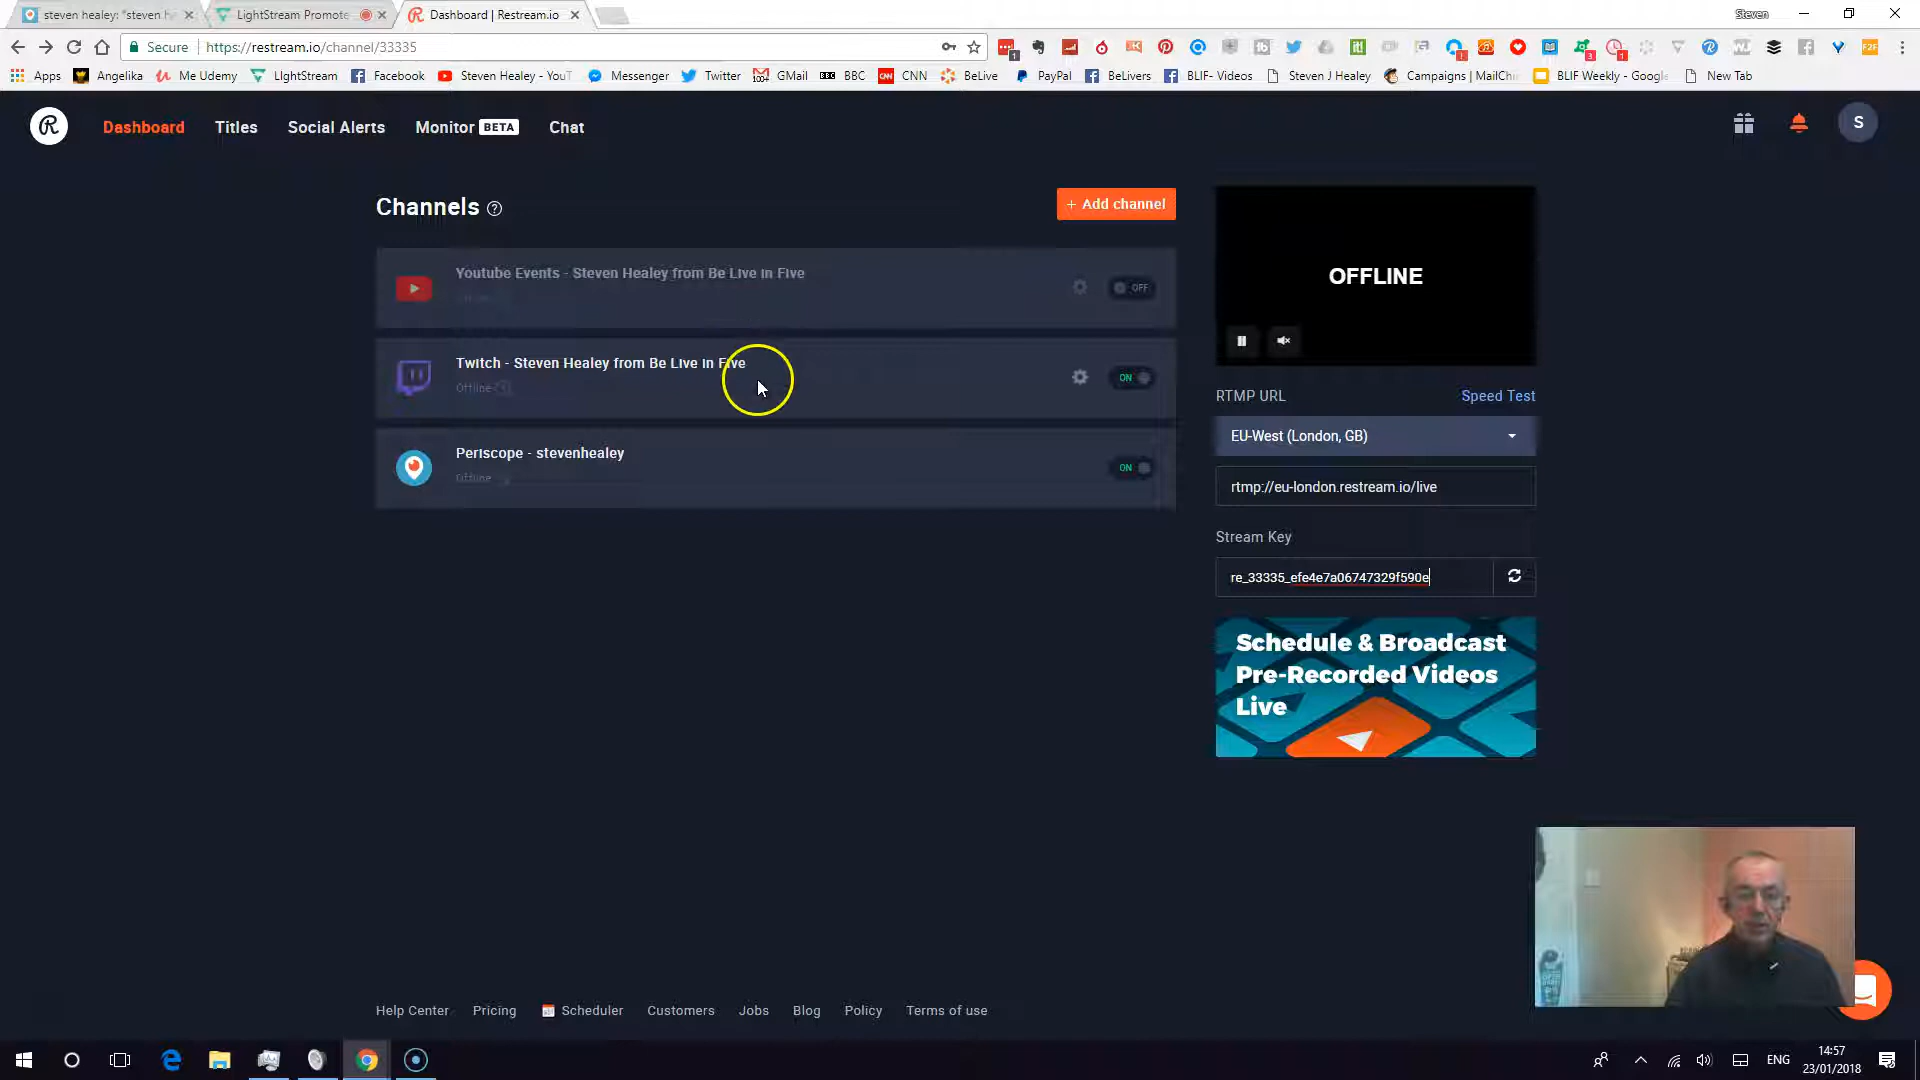 steven healey: "steven h
LightStream Promote
Dashboard | Restream.io
Steven
Secure
https://restream.io/channel/33335
Apps
Angelika
Me Udemy
LightStream
Facebook
Steven Healey - YouT
Messenger
Twitter
GMail
BBC
CNN
BeLive
PayPal
BeLivers
BLIF- Videos
Steven J Healey
Campaigns | MailChi
BLIF Weekly - Google
New Tab
Dashboard
Titles
Social Alerts
Monitor BETA
Chat
S
Channels
+ Add channel
Youtube Events - Steven Healey from Be Live in Five
OFF
Twitch - Steven Healey from Be Live in Five
Offline
ON
Periscope - stevenhealey
Offline
ON
OFFLINE
RTMP URL
Speed Test
EU-West (London, GB)
rtmp://eu-london.restream.io/live
Stream Key
re_33335_efe4e7a06747329f590e
Schedule & Broadcast
Pre-Recorded Videos
Live
Help Center
Pricing
Scheduler
Customers
Jobs
Blog
Policy
Terms of use
ENG
14:57
23/01/2018